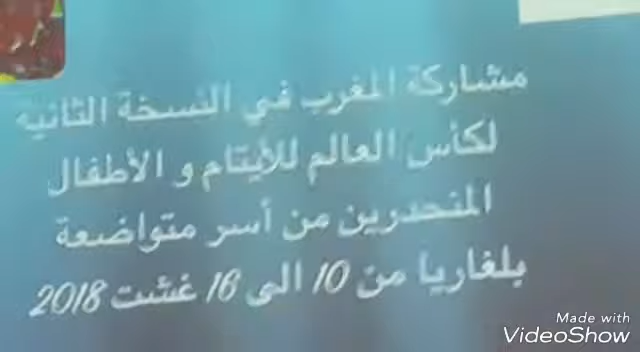 مشاركة المغرب في النسخة الثانية
لكأس العالم للأيتام و الأطفال
المنحدرين من أسر متواضعة
بلغاريا من 10 الى 16 غشت 2018
Made with
VideoShow